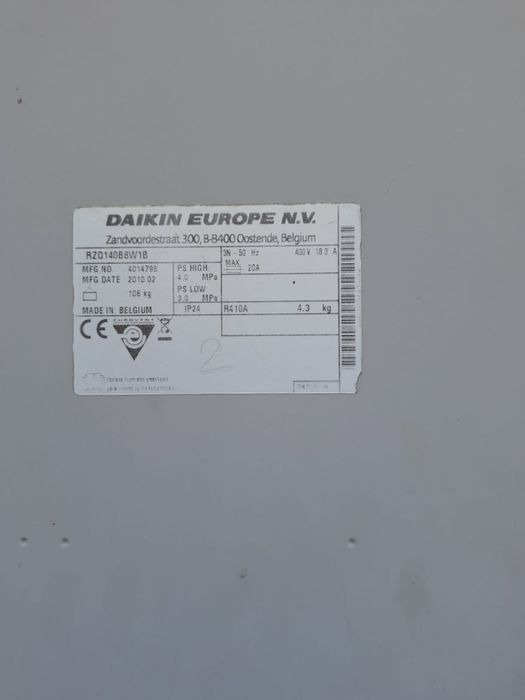 DAIKIN EUROPE N.V.
Zandvoordestraat 300, B-8400 Oostende, Belgium
RZQ140B8W1B
3N - 50 Hz 400V 18.3 A
MFG NO. 4014798
MFG DATE 2010.02
106 kg
PS HIGH
4.0 MPa
PS LOW
3.0 MPa
MAX. 20A
MADE IN BELGIUM
IP24
R410A 4.3 kg
CE
e
2